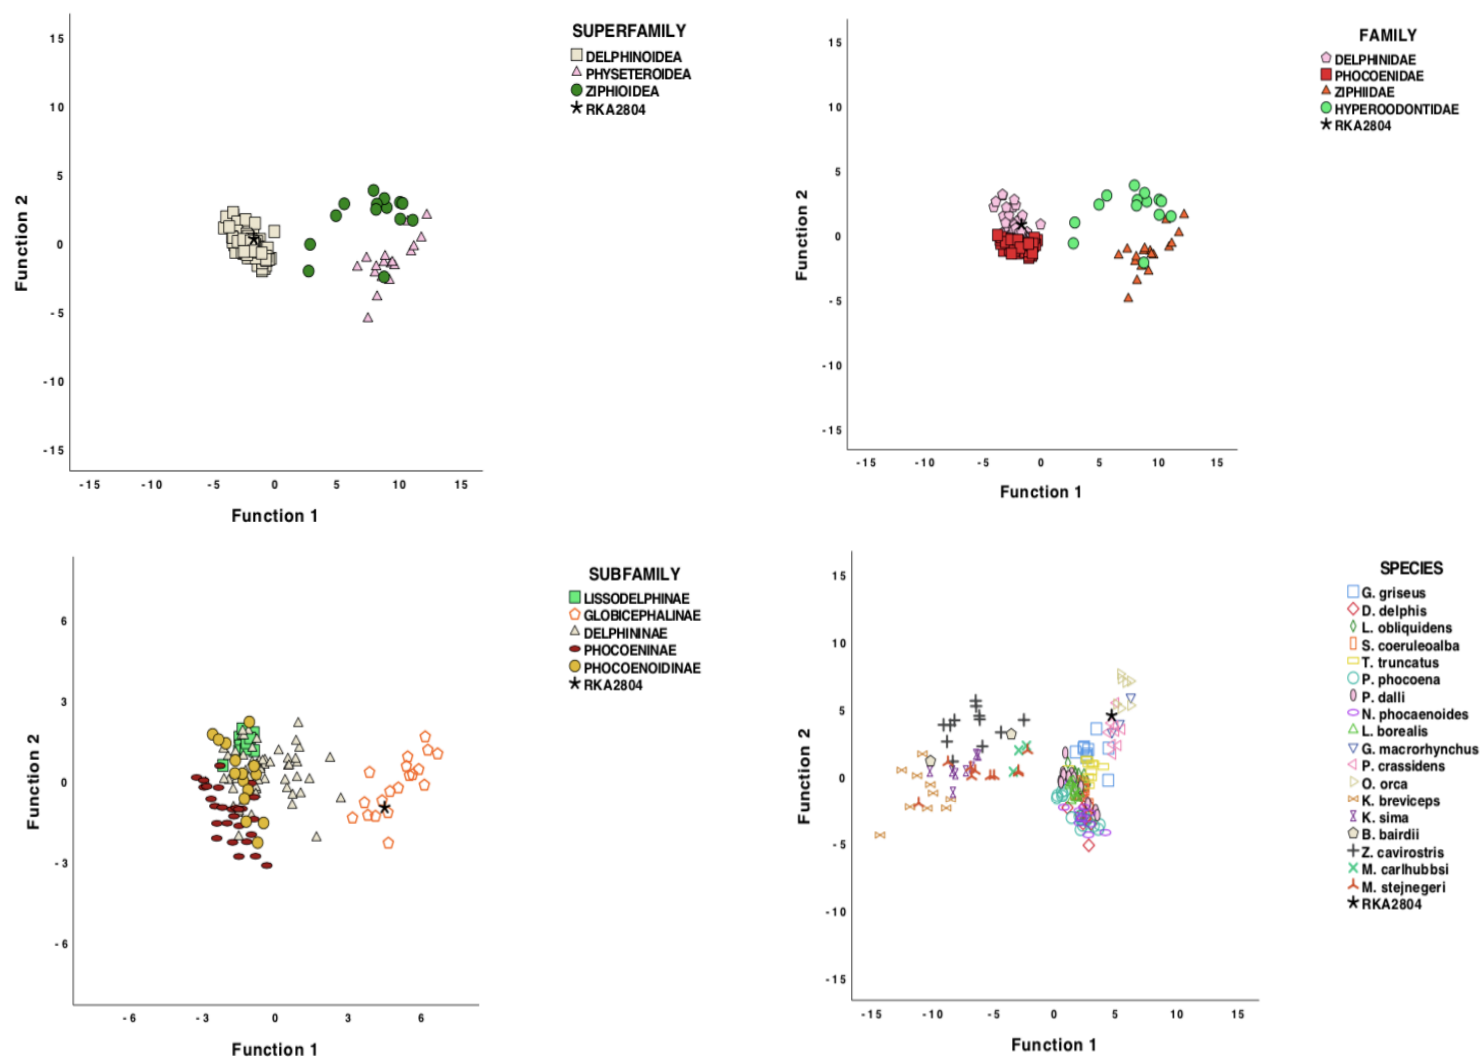 SUPERFAMILY
DELPHINOIDEA
PHYSETEROIDEA
ZIPHIOIDEA
RKA2804
15
10
5
0
-5
-10
-15
Function 2
-15 -10 -5 0 5 10 15
Function 1
FAMILY
DELPHINIDAE
PHOCOENIDAE
ZIPHIIDAE
HYPEROODONTIDAE
RKA2804
15
10
5
0
-5
-10
-15
Function 2
-15 -10 -5 0 5 10 15
Function 1
SUBFAMILY
LISSODELPHINAE
GLOBICEPHALINAE
DELPHININAE
PHOCOENINAE
PHOCOENOIDINAE
RKA2804
6
3
0
-3
-6
Function 2
-6 -3 0 3 6
Function 1
SPECIES
G. griseus
D. delphis
L. obliquidens
S. coeruleoalba
T. truncatus
P. phocoena
P. dalli
N. phocaenoides
L. borealis
G. macrorhynchus
P. crassidens
O. orca
K. breviceps
K. sima
B. bairdii
Z. cavirostris
M. carlhubbsi
M. stejnegeri
RKA2804
15
10
5
0
-5
-10
-15
Function 2
-15 -10 -5 0 5 10 15
Function 1